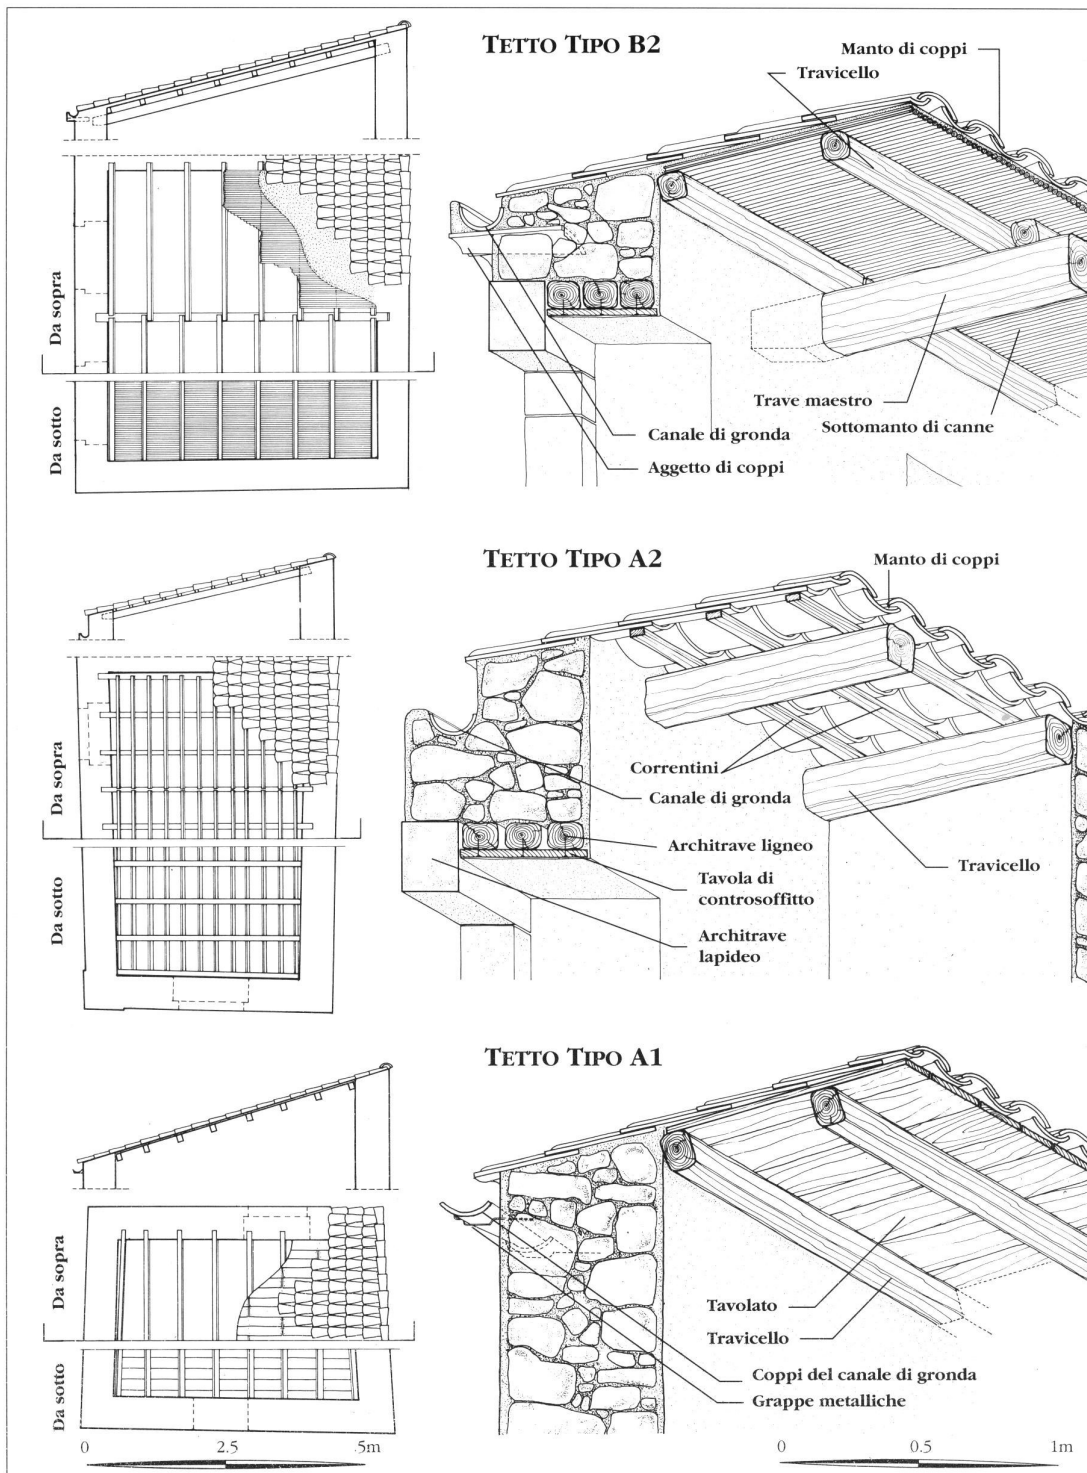 TETTO TIPO B2
Manto di coppi
Travicello
Da sopra
Da sotto
Trave maestro
Sottomanto di canne
Canale di gronda
Aggetto di coppi
TETTO TIPO A2
Manto di coppi
Da sopra
Da sotto
Correntini
Canale di gronda
Architrave ligneo
Travicello
Tavola di
controsoffitto
Architrave
lapideo
TETTO TIPO A1
Da sopra
Da sotto
Tavolato
Travicello
Coppi del canale di gronda
Grappe metalliche
0 2.5 5m
0 0.5 1m